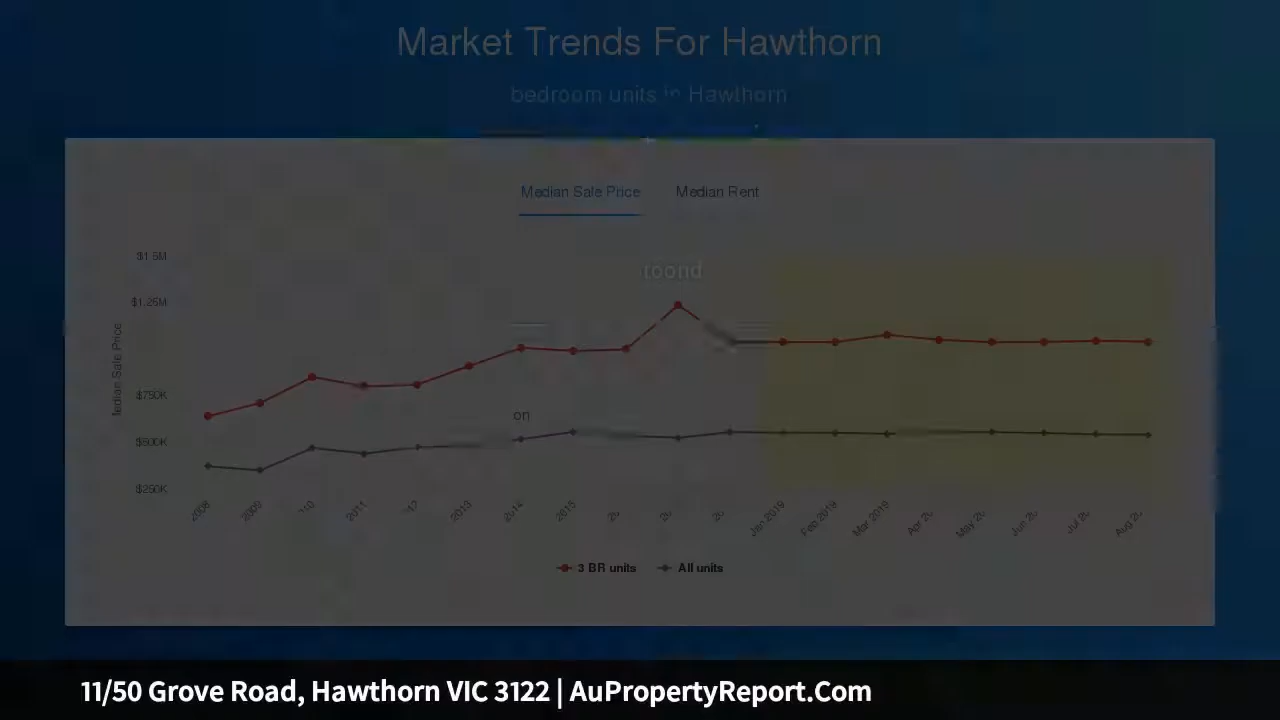 Market Trends For Hawthorn
bedroom units in Hawthorn
Median Sale Price Median Rent
$1.5M
$1.25M
$750K
$500K
$250K
Sale Price
2008 2009 2011 2013 2014 2015 Jan 2019 Feb 2019 Mar 2019
on
3 BR units All units
11/50 Grove Road, Hawthorn VIC 3122 | AuPropertyReport.Com